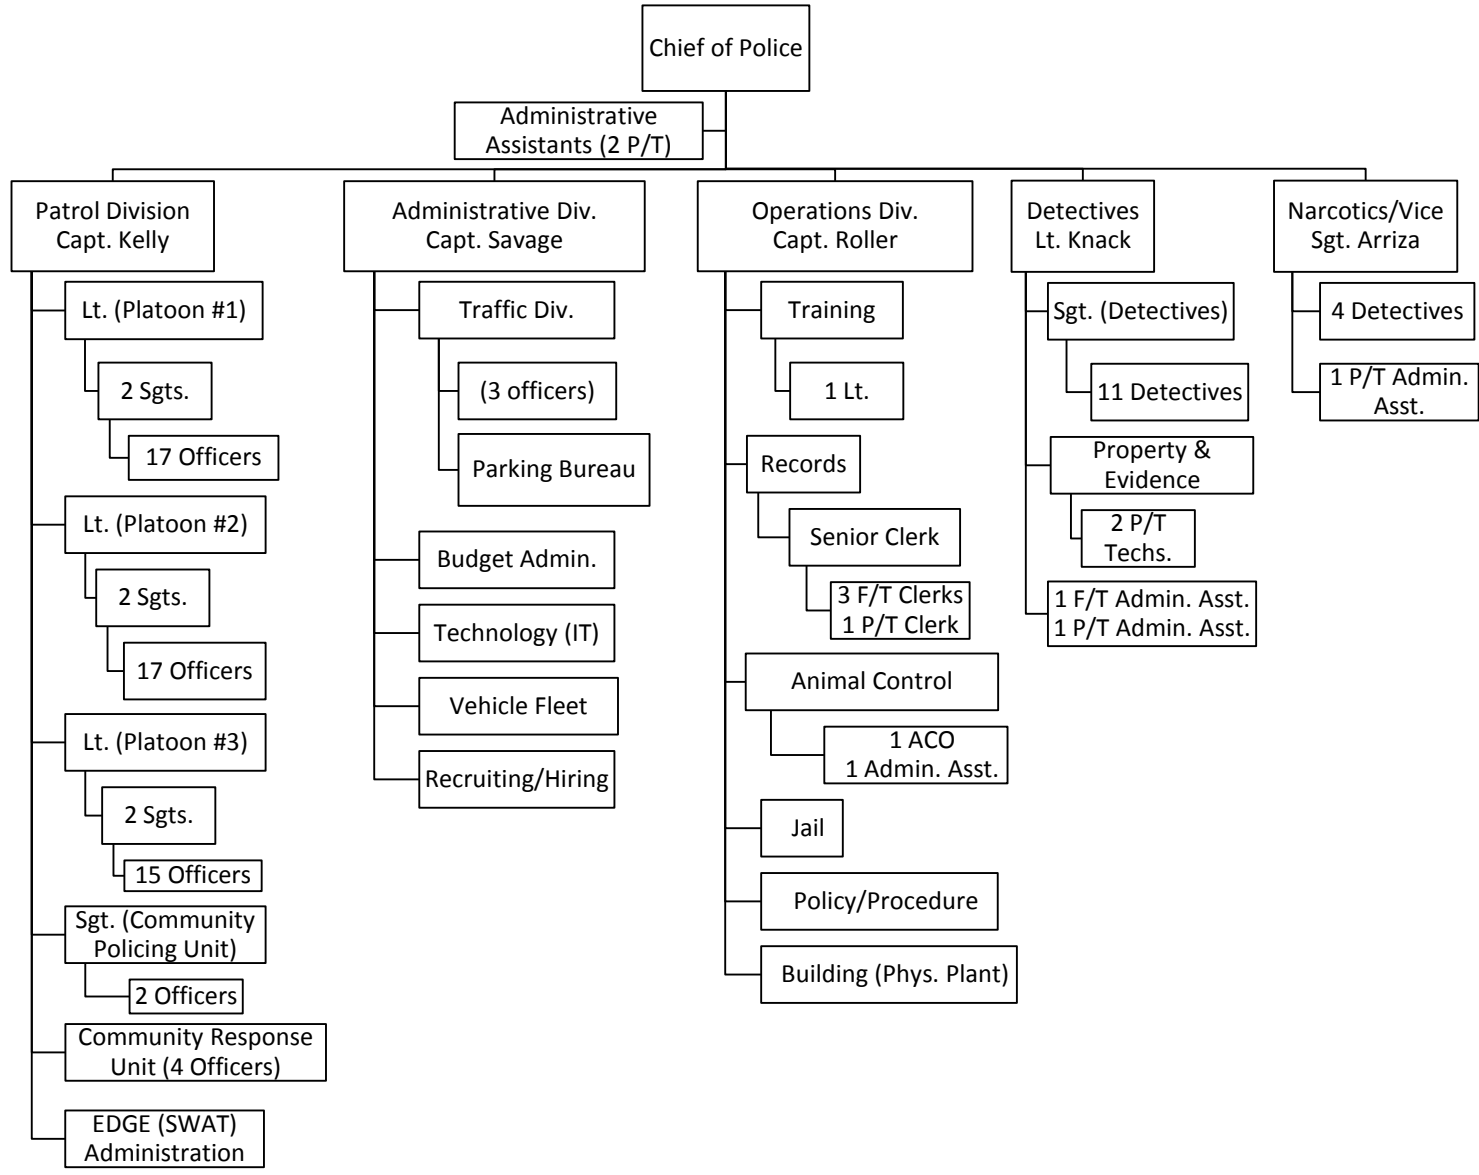 Chief of Police
Administrative
Assistants (2 P/T)
Patrol Division
Capt. Kelly
Lt. (Platoon #1)
2 Sgts.
17 Officers
Lt. (Platoon #2)
2 Sgts.
17 Officers
Lt. (Platoon #3)
2 Sgts.
15 Officers
Sgt. (Community
Policing Unit)
2 Officers
Community Response
Unit (4 Officers)
EDGE (SWAT)
Administration
Administrative Div.
Capt. Savage
Traffic Div.
(3 officers)
Parking Bureau
Budget Admin.
Technology (IT)
Vehicle Fleet
Recruiting/Hiring
Operations Div.
Capt. Roller
Training
1 Lt.
Records
Senior Clerk
3 F/T Clerks
1 P/T Clerk
Animal Control
1 ACO
1 Admin. Asst.
Jail
Policy/Procedure
Building (Phys. Plant)
Detectives
Lt. Knack
Sgt. (Detectives)
11 Detectives
Property &
Evidence
2 P/T
Techs.
1 F/T Admin. Asst.
1 P/T Admin. Asst.
Narcotics/Vice
Sgt. Arriza
4 Detectives
1 P/T Admin.
Asst.